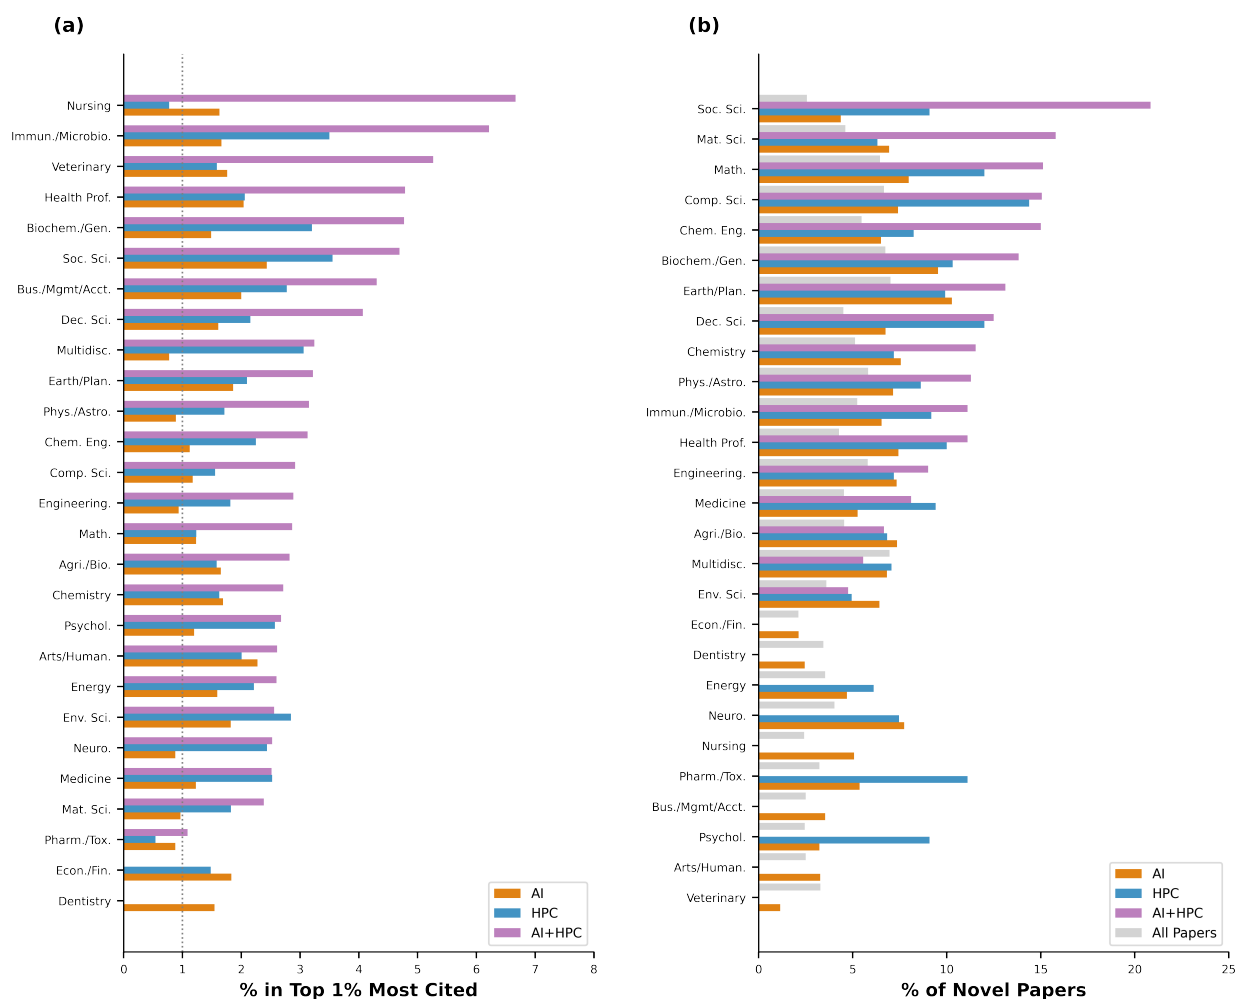 (a)
Nursing
Immun./Microbio.
Veterinary
Health Prof.
Biochem./Gen.
Soc. Sci.
Bus./Mgmt/Acct.
Dec. Sci.
Multidisc.
Earth/Plan.
Phys./Astro.
Chem. Eng.
Comp. Sci.
Engineering.
Math.
Agri./Bio.
Chemistry
Psychol.
Arts/Human.
Energy
Env. Sci.
Neuro.
Medicine
Mat. Sci.
Pharm./Tox.
Econ./Fin.
Dentistry
AI
HPC
AI+HPC
0 1 2 3 4 5 6 7 8
% in Top 1% Most Cited
(b)
Soc. Sci.
Mat. Sci.
Math.
Comp. Sci.
Chem. Eng.
Biochem./Gen.
Earth/Plan.
Dec. Sci.
Chemistry
Phys./Astro.
Immun./Microbio.
Health Prof.
Engineering.
Medicine
Agri./Bio.
Multidisc.
Env. Sci.
Econ./Fin.
Dentistry
Energy
Neuro.
Nursing
Pharm./Tox.
Bus./Mgmt/Acct.
Psychol.
Arts/Human.
Veterinary
AI
HPC
AI+HPC
All Papers
0 5 10 15 20 25
% of Novel Papers